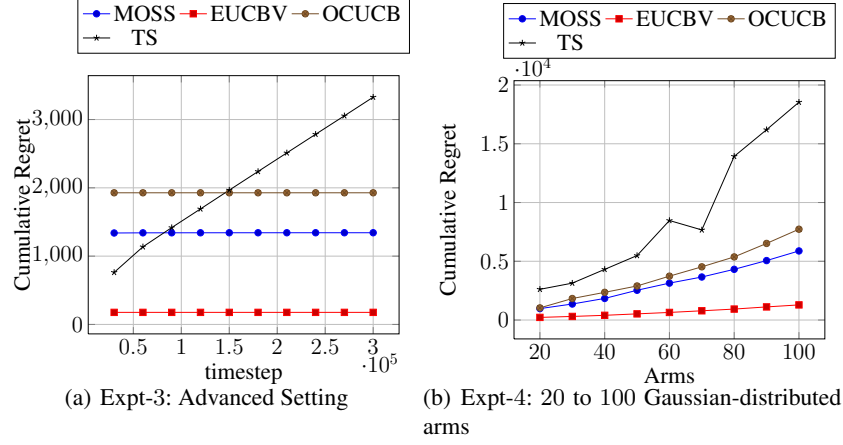 MOSS EUCBV OCUCB
TS
Cumulative Regret
3,000
2,000
1,000
0
0.5 1 1.5 2 2.5 3
timestep
·10^5
(a) Expt-3: Advanced Setting
MOSS EUCBV OCUCB
TS
·10^4
Cumulative Regret
2
1.5
1
0.5
0
20 40 60 80 100
Arms
(b) Expt-4: 20 to 100 Gaussian-distributed
arms